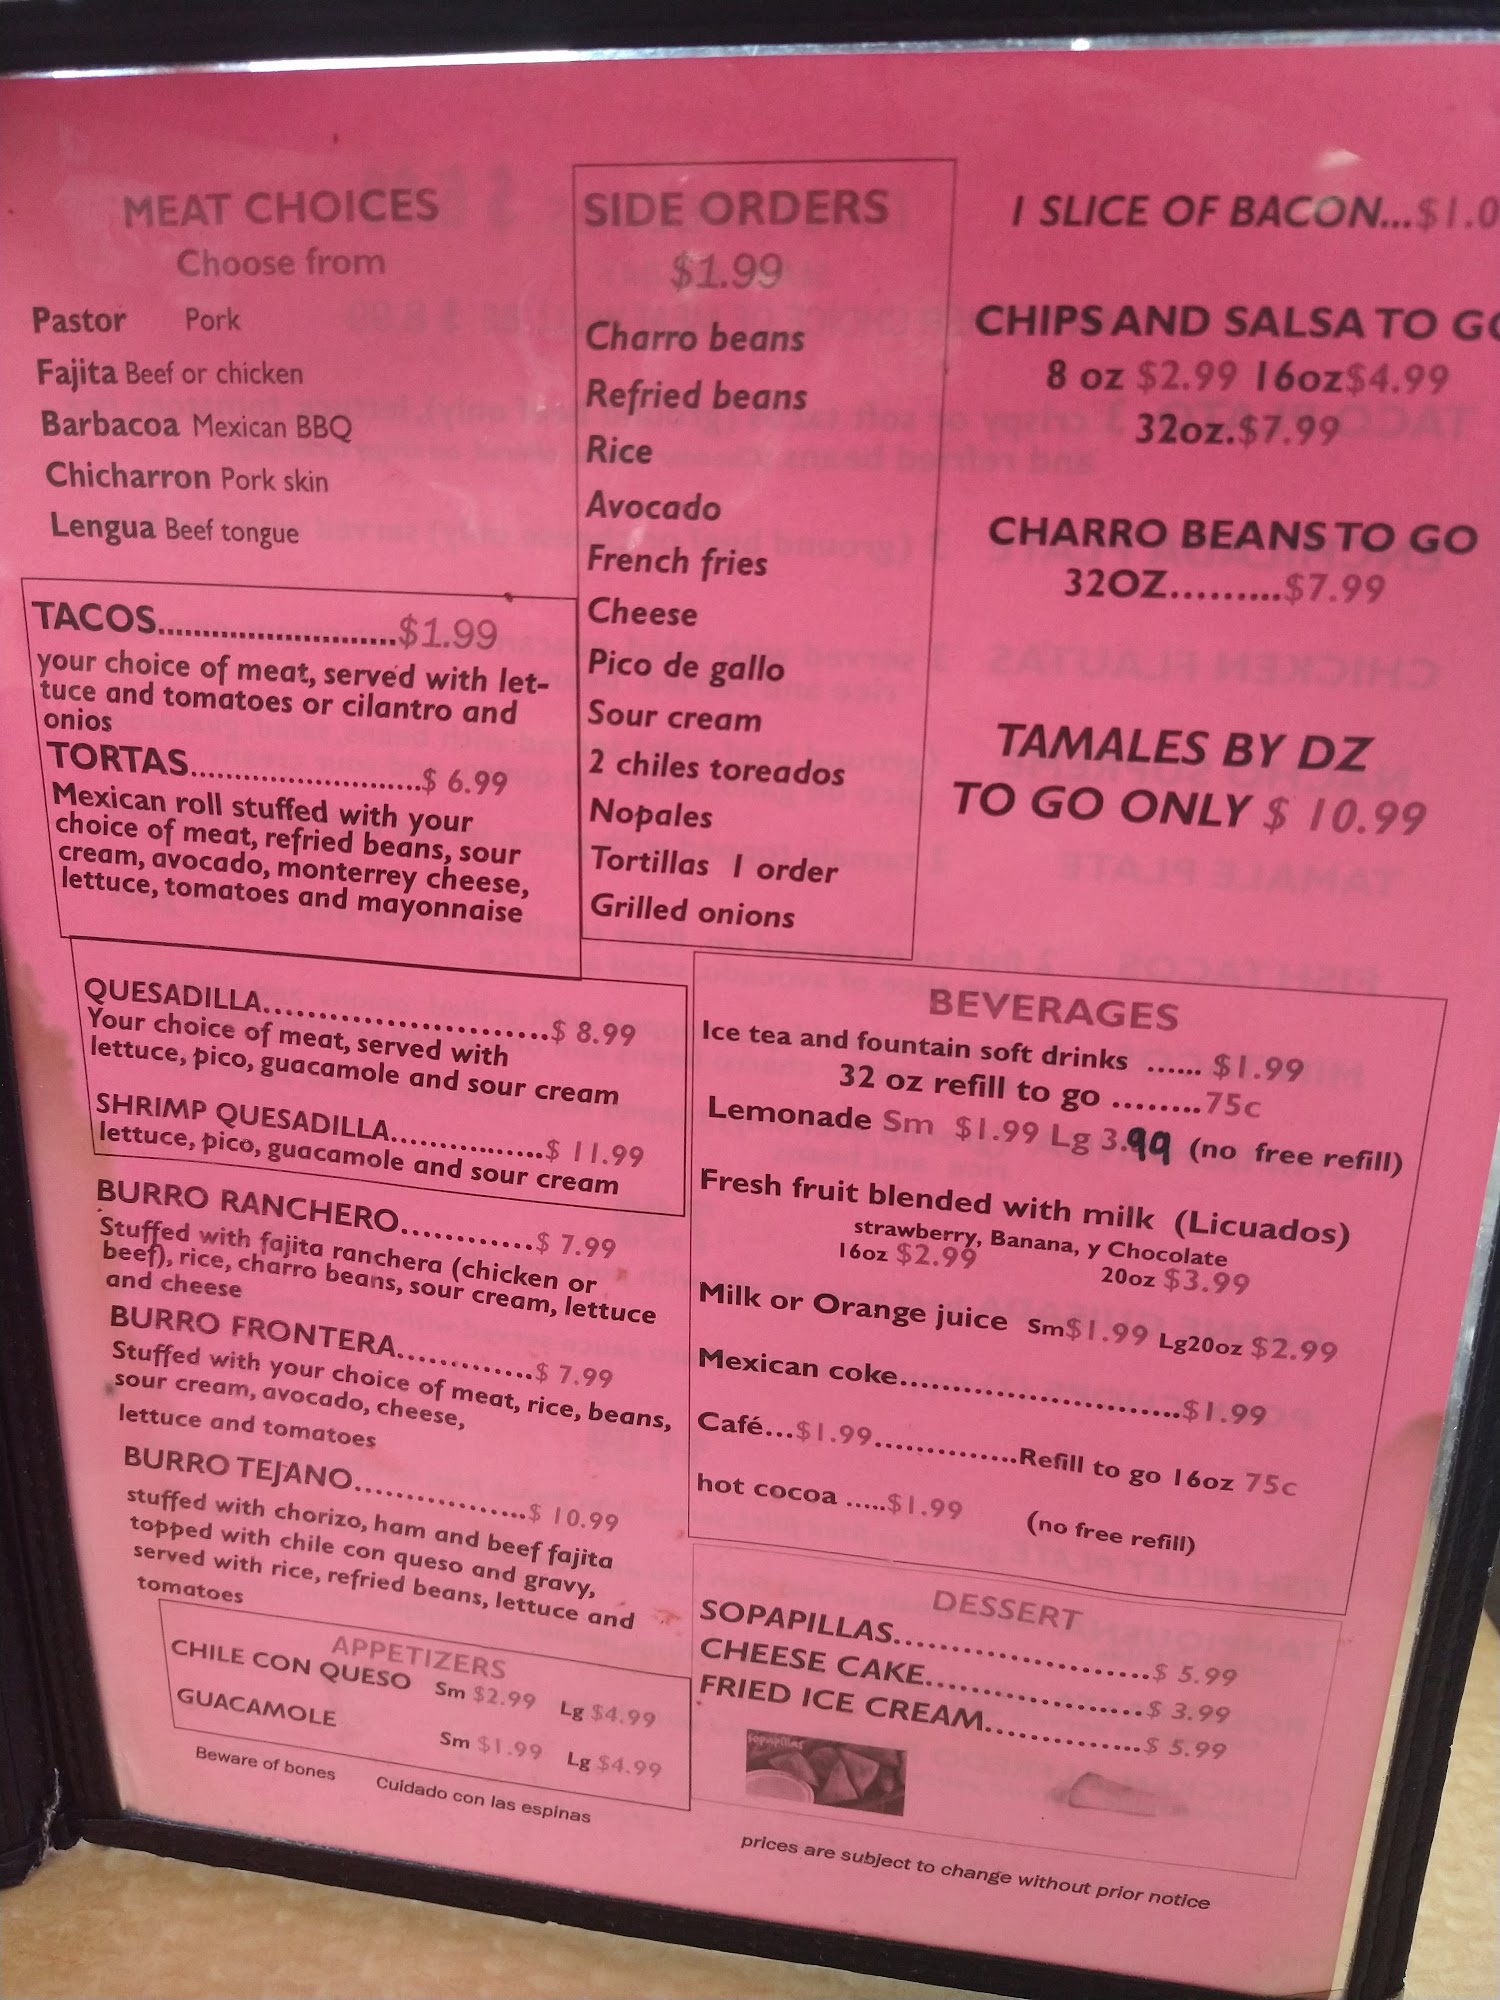 MEAT CHOICES
Choose from
Pastor Pork
Fajita Beef or chicken
Barbacoa Mexican BBQ
Chicharron Pork skin
Lengua Beef tongue
TACOS...........................$1.99
your choice of meat, served with let-
tuce and tomatoes or cilantro and
onios
TORTAS..........................$ 6.99
Mexican roll stuffed with your
choice of meat, refried beans, sour
cream, avocado, monterrey cheese,
lettuce, tomatoes and mayonnaise
SIDE ORDERS
$1.99
Charro beans
Refried beans
Rice
Avocado
French fries
Cheese
Pico de gallo
Sour cream
2 chiles toreados
Nopales
Tortillas 1 order
Grilled onions
1 SLICE OF BACON...$1.0
CHIPS AND SALSA TO GO
8 oz $2.99 16oz$4.99
32oz.$7.99
CHARRO BEANS TO GO
32OZ.........$7.99
TAMALES BY DZ
TO GO ONLY $ 10.99
QUESADILLA..........................$ 8.99
Your choice of meat, served with
lettuce, pico, guacamole and sour cream
SHRIMP QUESADILLA..............$ 11.99
lettuce, pico, guacamole and sour cream
BURRO RANCHERO............$ 7.99
Stuffed with fajita ranchera (chicken or
beef), rice, charro beans, sour cream, lettuce
and cheese
BURRO FRONTERA............$ 7.99
Stuffed with your choice of meat, rice, beans,
sour cream, avocado, cheese,
lettuce and tomatoes
BURRO TEJANO................$ 10.99
stuffed with chorizo, ham and beef fajita
topped with chile con queso and gravy,
served with rice, refried beans, lettuce and
tomatoes
APPETIZERS
CHILE CON QUESO Sm $2.99 Lg $4.99
GUACAMOLE Sm $1.99 Lg $4.99
Beware of bones Cuidado con las espinas
BEVERAGES
Ice tea and fountain soft drinks ...... $1.99
32 oz refill to go ........75c
Lemonade Sm $1.99 Lg 3.99 (no free refill)
Fresh fruit blended with milk (Licuados)
strawberry, Banana, y Chocolate
16oz $2.99 20oz $3.99
Milk or Orange juice Sm$1.99 Lg20oz $2.99
Mexican coke..........................$1.99
Café...$1.99.............Refill to go 16oz 75c
hot cocoa .....$1.99 (no free refill)
DESSERT
SOPAPILLAS........................$ 5.99
CHEESE CAKE....................$ 3.99
FRIED ICE CREAM..............$ 5.99
sopapillas
prices are subject to change without prior notice